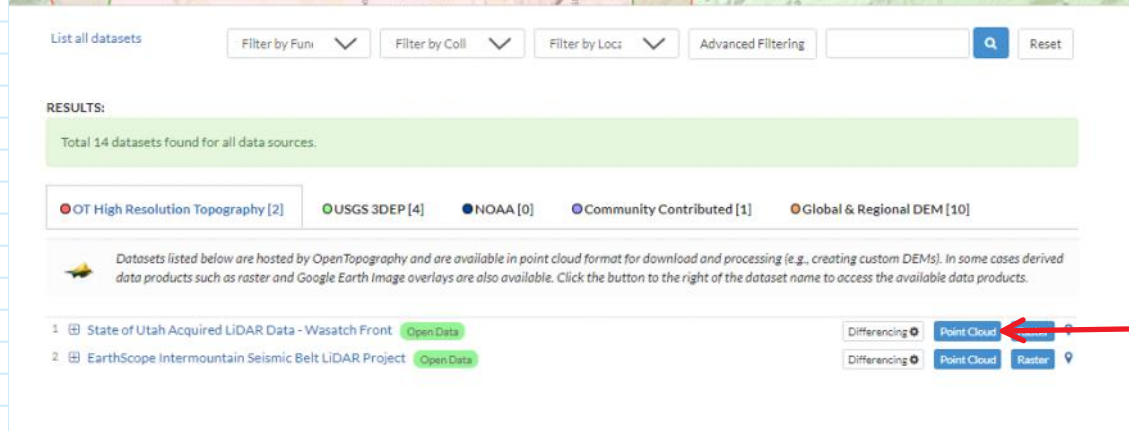 List all datasets
Filter by Fun
Filter by Coll
Filter by Loca
Advanced Filtering
Reset
RESULTS:
Total 14 datasets found for all data sources.
OT High Resolution Topography [2]
USGS 3DEP [4]
NOAA [0]
Community Contributed [1]
Global & Regional DEM [10]
Datasets listed below are hosted by OpenTopography and are available in point cloud format for download and processing (e.g., creating custom DEMs). In some cases derived
data products such as raster and Google Earth Image overlays are also available. Click the button to the right of the dataset name to access the available data products.
1 State of Utah Acquired LiDAR Data - Wasatch Front Open Data Differencing Point Cloud
2 EarthScope Intermountain Seismic Belt LiDAR Project Open Data Differencing Point Cloud Raster